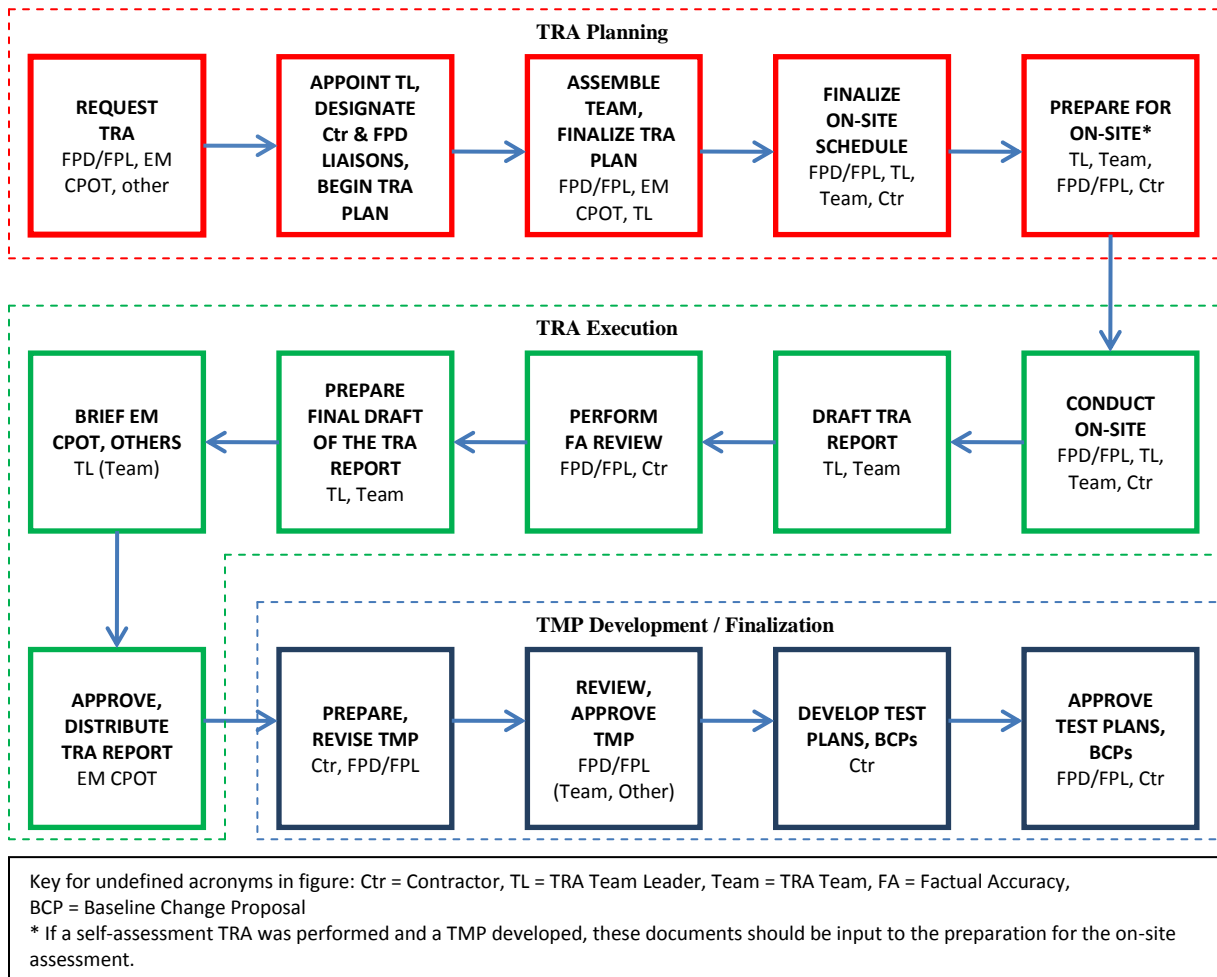 TRA Planning
REQUEST
TRA
FPD/FPL, EM
CPOT, other
APPOINT TL,
DESIGNATE
Ctr & FPD
LIAISONS,
BEGIN TRA
PLAN
ASSEMBLE
TEAM,
FINALIZE TRA
PLAN
FPD/FPL, EM
CPOT, TL
FINALIZE
ON-SITE
SCHEDULE
FPD/FPL, TL,
Team, Ctr
PREPARE FOR
ON-SITE*
TL, Team,
FPD/FPL, Ctr
TRA Execution
BRIEF EM
CPOT, OTHERS
TL (Team)
PREPARE
FINAL DRAFT
OF THE TRA
REPORT
TL, Team
PERFORM
FA REVIEW
FPD/FPL, Ctr
DRAFT TRA
REPORT
TL, Team
CONDUCT
ON-SITE
FPD/FPL, TL,
Team, Ctr
TMP Development / Finalization
APPROVE,
DISTRIBUTE
TRA REPORT
EM CPOT
PREPARE,
REVISE TMP
Ctr, FPD/FPL
REVIEW,
APPROVE
TMP
FPD/FPL
(Team, Other)
DEVELOP TEST
PLANS, BCPs
Ctr
APPROVE
TEST PLANS,
BCPs
FPD/FPL, Ctr
Key for undefined acronyms in figure: Ctr = Contractor, TL = TRA Team Leader, Team = TRA Team, FA = Factual Accuracy,
BCP = Baseline Change Proposal
* If a self-assessment TRA was performed and a TMP developed, these documents should be input to the preparation for the on-site
assessment.